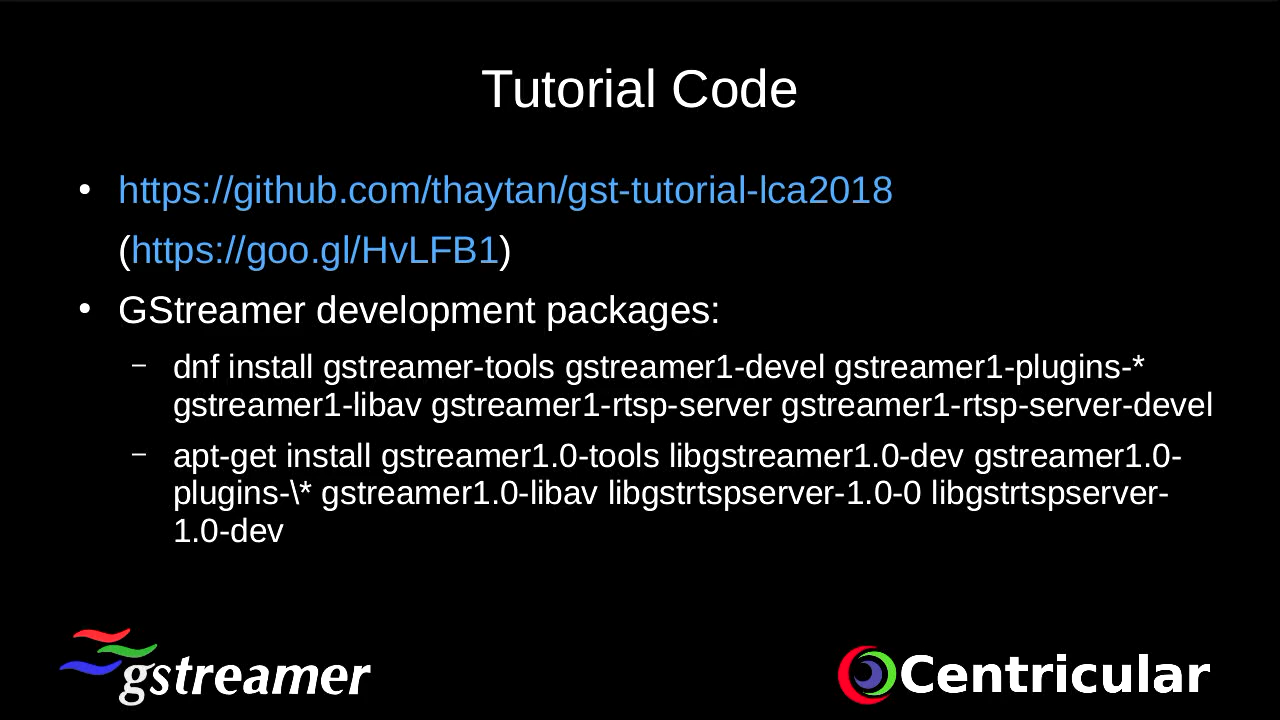 Tutorial Code
• https://github.com/thaytan/gst-tutorial-lca2018
(https://goo.gl/HvLFB1)
• GStreamer development packages:
– dnf install gstreamer-tools gstreamer1-devel gstreamer1-plugins-*
gstreamer1-libav gstreamer1-rtsp-server gstreamer1-rtsp-server-devel
– apt-get install gstreamer1.0-tools libgstreamer1.0-dev gstreamer1.0-
plugins-\* gstreamer1.0-libav libgstrtspserver-1.0-0 libgstrtspserver-
1.0-dev
gstreamer
Centricular